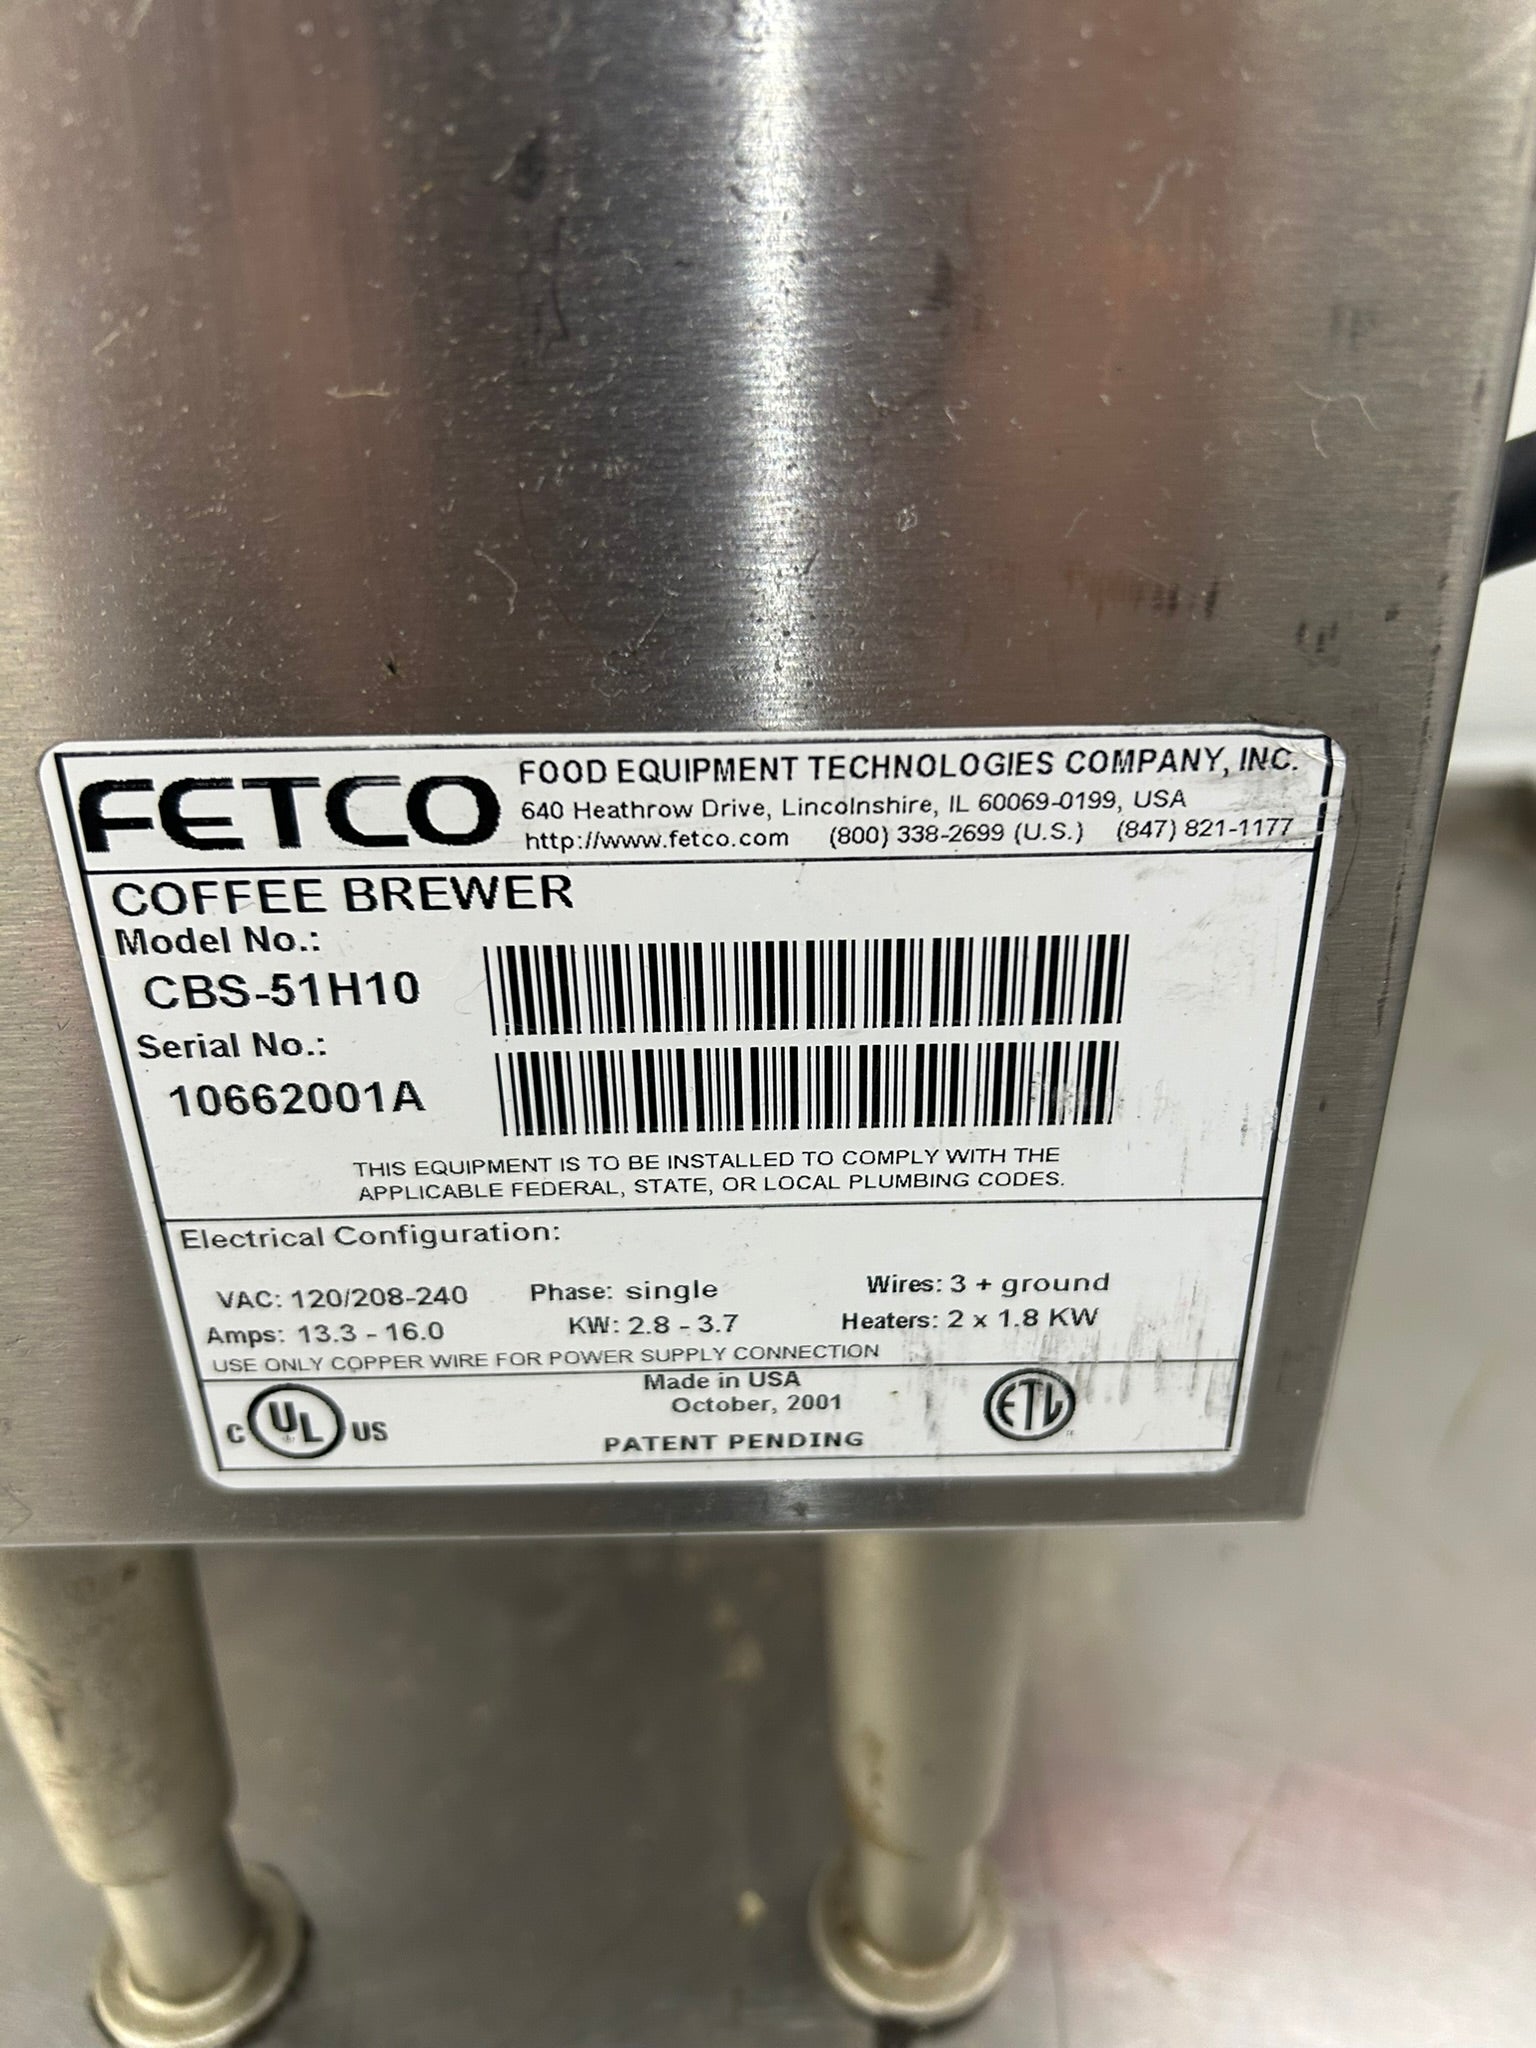 FETCO
FOOD EQUIPMENT TECHNOLOGIES COMPANY, INC.
640 Heathrow Drive, Lincolnshire, IL 60069-0199, USA
http://www.fetco.com (800) 338-2699 (U.S.) (847) 821-1177
COFFEE BREWER
Model No.:
CBS-51H10
Serial No.:
10662001A
THIS EQUIPMENT IS TO BE INSTALLED TO COMPLY WITH THE
APPLICABLE FEDERAL, STATE, OR LOCAL PLUMBING CODES.
Electrical Configuration:
VAC: 120/208-240 Phase: single Wires: 3 + ground
Amps: 13.3 - 16.0 KW: 2.8 - 3.7 Heaters: 2 x 1.8 KW
USE ONLY COPPER WIRE FOR POWER SUPPLY CONNECTION
Made in USA
October, 2001
C UL US
ETL
PATENT PENDING